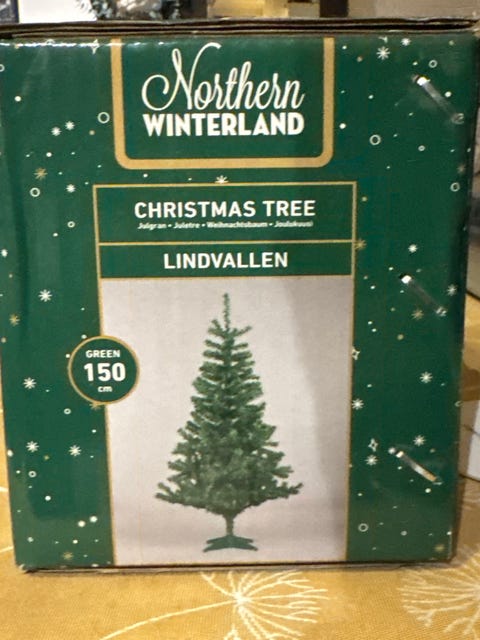 Northern
WINTERLAND
CHRISTMAS TREE
Julgran • Juletre • Weihnachtsbaum • Joulukuusi
LINDVALLEN
GREEN
150
cm